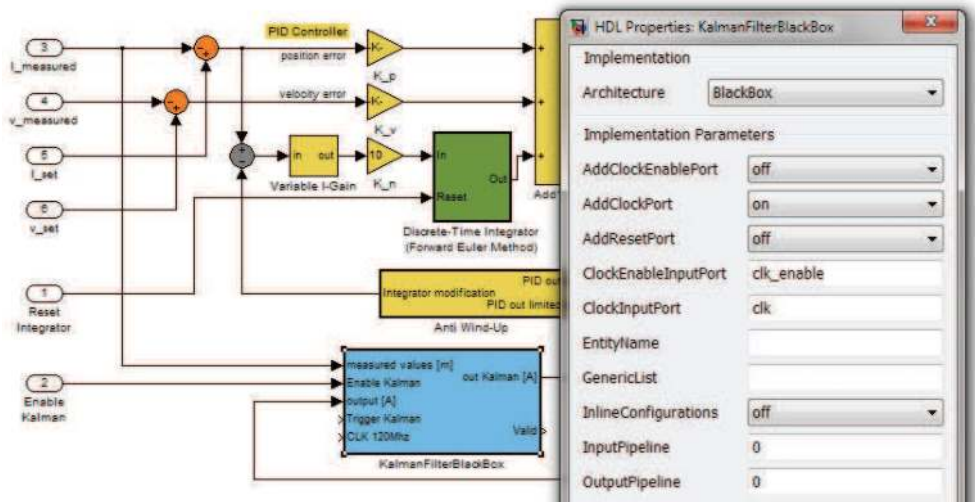 PID Controller
3
I_measured
position error
K-
K_p
+
4
v_measured
velocity error
K-
K_v
+
5
I_set
in out
Variable I-Gain
10
K_n
In
Out
Reset
+
Add
Discrete-Time Integrator
(Forward Euler Method)
6
v_set
1
Reset
Integrator
Integrator modification
PID out
PID out limited
Anti Wind-Up
2
Enable
Kalman
measured values [m]
Enable Kalman
output [A]
Trigger Kalman
CLK 120Mhz
out Kalman [A]
Valid
KalmanFilterBlackBox
HDL Properties: KalmanFilterBlackBox
Implementation
Architecture BlackBox
Implementation Parameters
AddClockEnablePort off
AddClockPort on
AddResetPort off
ClockEnableInputPort clk_enable
ClockInputPort clk
EntityName
GenericList
InlineConfigurations off
InputPipeline 0
OutputPipeline 0